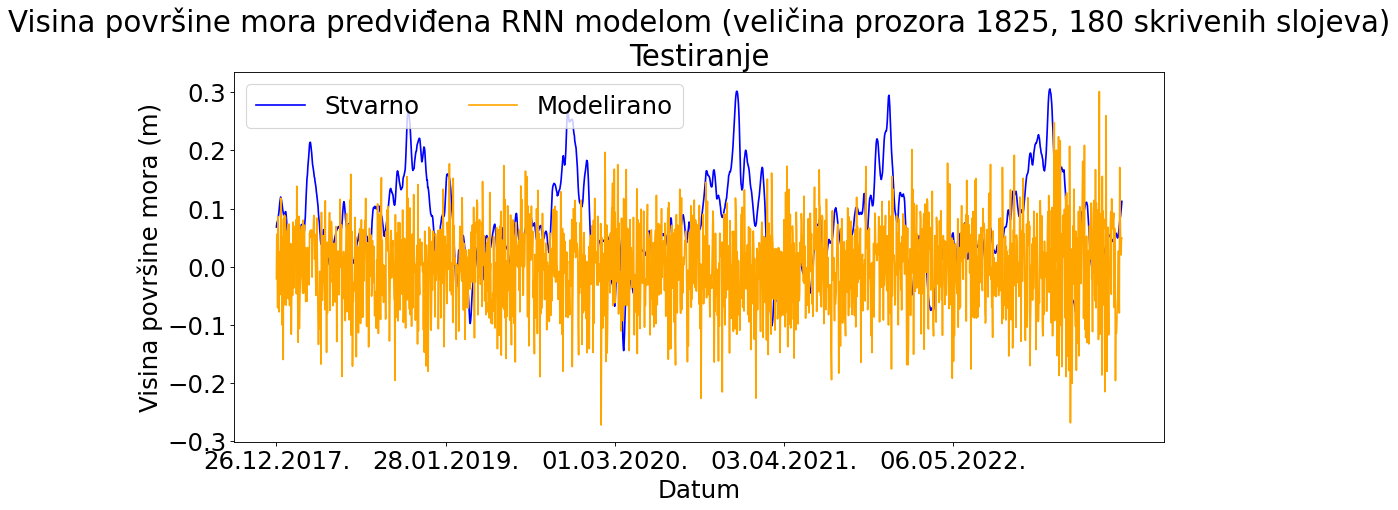 Visina površine mora predviđena RNN modelom (veličina prozora 1825, 180 skrivenih slojeva)
Testiranje
Stvarno Modelirano
Visina površine mora (m)
0.3
0.2
0.1
0.0
−0.1
−0.2
−0.3
26.12.2017. 28.01.2019. 01.03.2020. 03.04.2021. 06.05.2022.
Datum